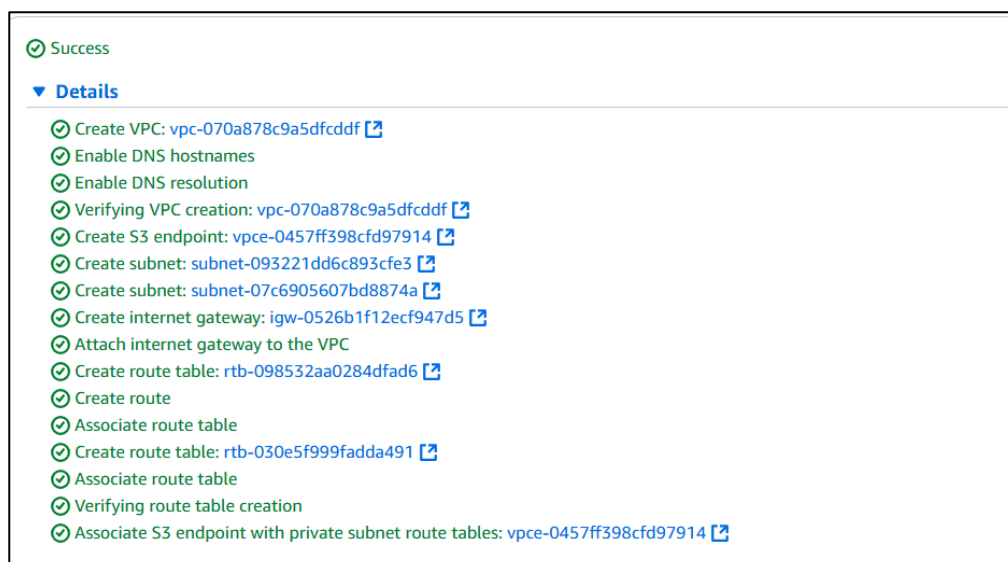 Success
Details
Create VPC: vpc-070a878c9a5dfcddf
Enable DNS hostnames
Enable DNS resolution
Verifying VPC creation: vpc-070a878c9a5dfcddf
Create S3 endpoint: vpce-0457ff398cfd97914
Create subnet: subnet-093221dd6c893cfe3
Create subnet: subnet-07c6905607bd8874a
Create internet gateway: igw-0526b1f12ecf947d5
Attach internet gateway to the VPC
Create route table: rtb-098532aa0284dfad6
Create route
Associate route table
Create route table: rtb-030e5f999fadda491
Associate route table
Verifying route table creation
Associate S3 endpoint with private subnet route tables: vpce-0457ff398cfd97914